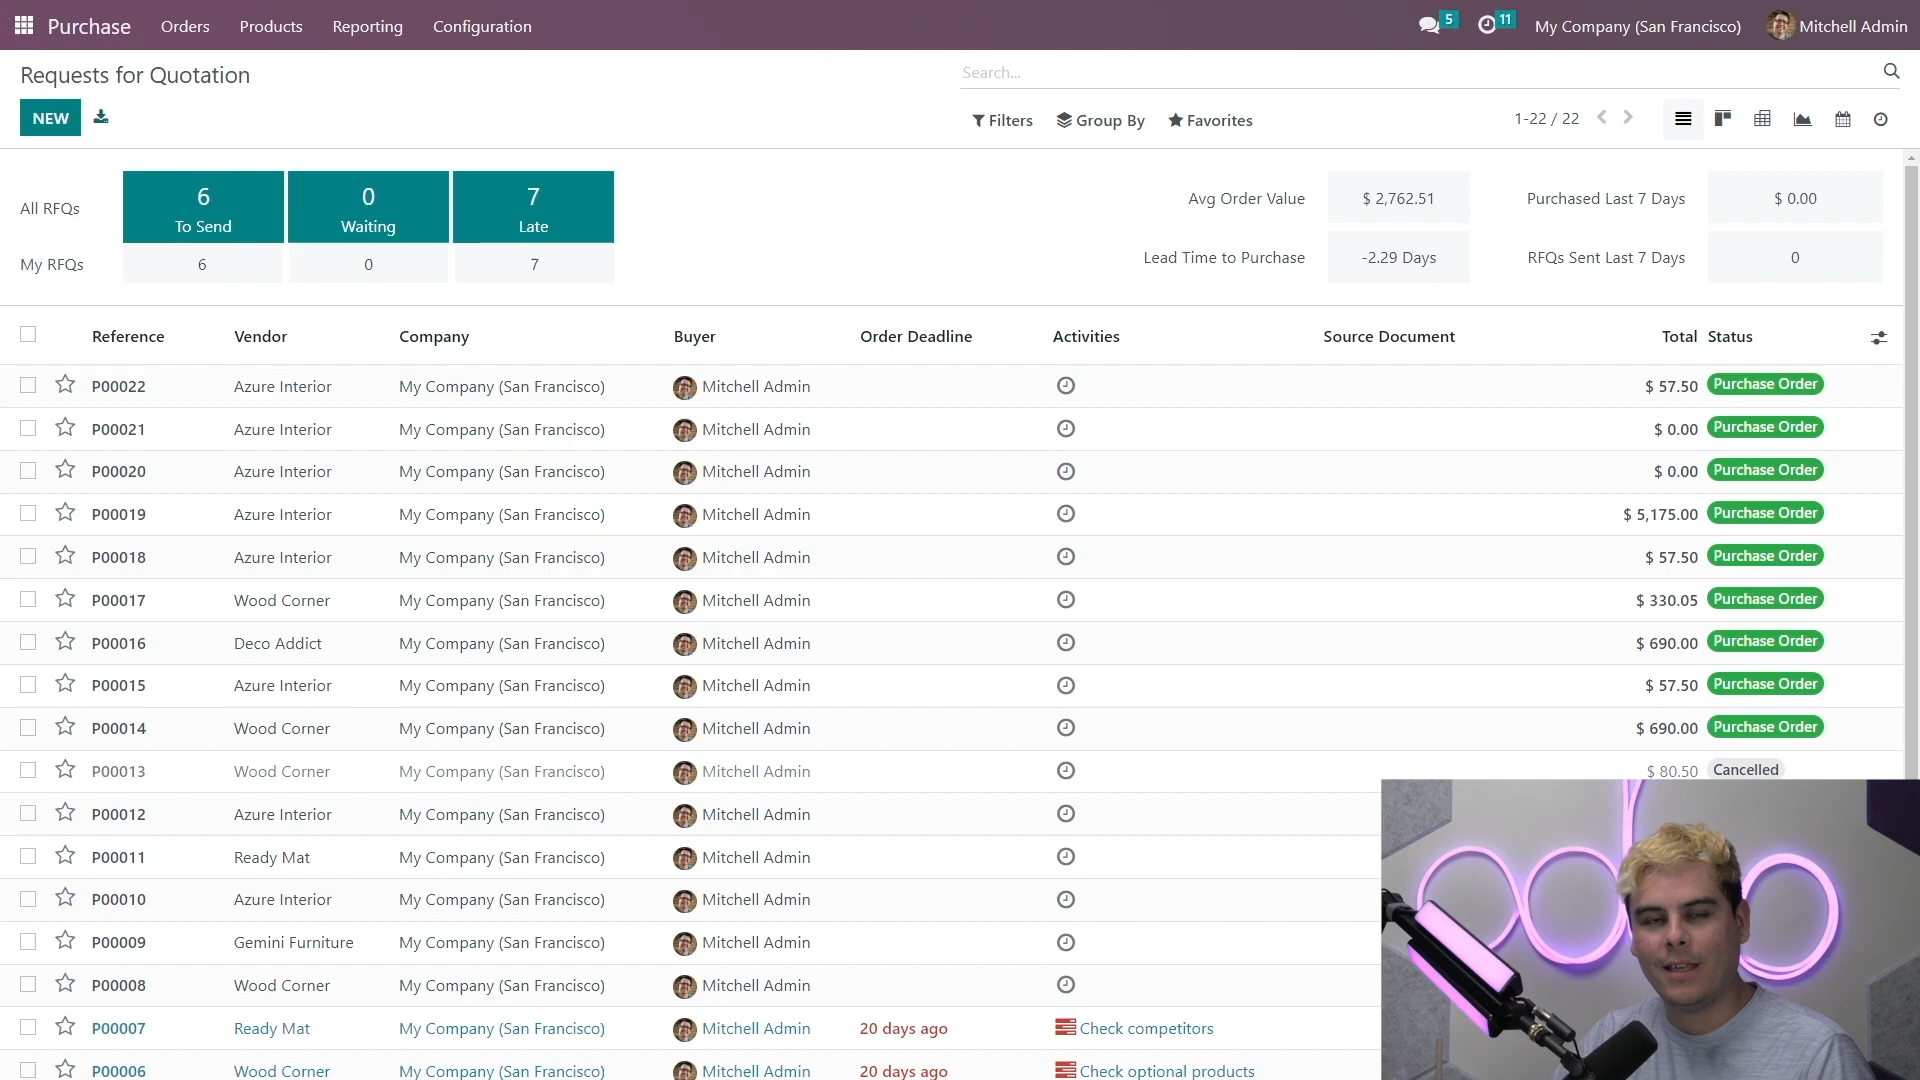 Purchase Orders Products Reporting Configuration 5 11 My Company (San Francisco) Mitchell Admin
Requests for Quotation Search...
NEW Filters Group By Favorites 1-22 / 22
All RFQs 6 To Send 0 Waiting 7 Late
My RFQs 6 0 7
Avg Order Value $ 2,762.51 Purchased Last 7 Days $ 0.00
Lead Time to Purchase -2.29 Days RFQs Sent Last 7 Days 0
Reference Vendor Company Buyer Order Deadline Activities Source Document Total Status
P00022 Azure Interior My Company (San Francisco) Mitchell Admin $ 57.50 Purchase Order
P00021 Azure Interior My Company (San Francisco) Mitchell Admin $ 0.00 Purchase Order
P00020 Azure Interior My Company (San Francisco) Mitchell Admin $ 0.00 Purchase Order
P00019 Azure Interior My Company (San Francisco) Mitchell Admin $ 5,175.00 Purchase Order
P00018 Azure Interior My Company (San Francisco) Mitchell Admin $ 57.50 Purchase Order
P00017 Wood Corner My Company (San Francisco) Mitchell Admin $ 330.05 Purchase Order
P00016 Deco Addict My Company (San Francisco) Mitchell Admin $ 690.00 Purchase Order
P00015 Azure Interior My Company (San Francisco) Mitchell Admin $ 57.50 Purchase Order
P00014 Wood Corner My Company (San Francisco) Mitchell Admin $ 690.00 Purchase Order
P00013 Wood Corner My Company (San Francisco) Mitchell Admin $ 80.50 Cancelled
P00012 Azure Interior My Company (San Francisco) Mitchell Admin
P00011 Ready Mat My Company (San Francisco) Mitchell Admin
P00010 Azure Interior My Company (San Francisco) Mitchell Admin
P00009 Gemini Furniture My Company (San Francisco) Mitchell Admin
P00008 Wood Corner My Company (San Francisco) Mitchell Admin
P00007 Ready Mat My Company (San Francisco) Mitchell Admin 20 days ago Check competitors
P00006 Wood Corner My Company (San Francisco) Mitchell Admin 20 days ago Check optional products
odoo